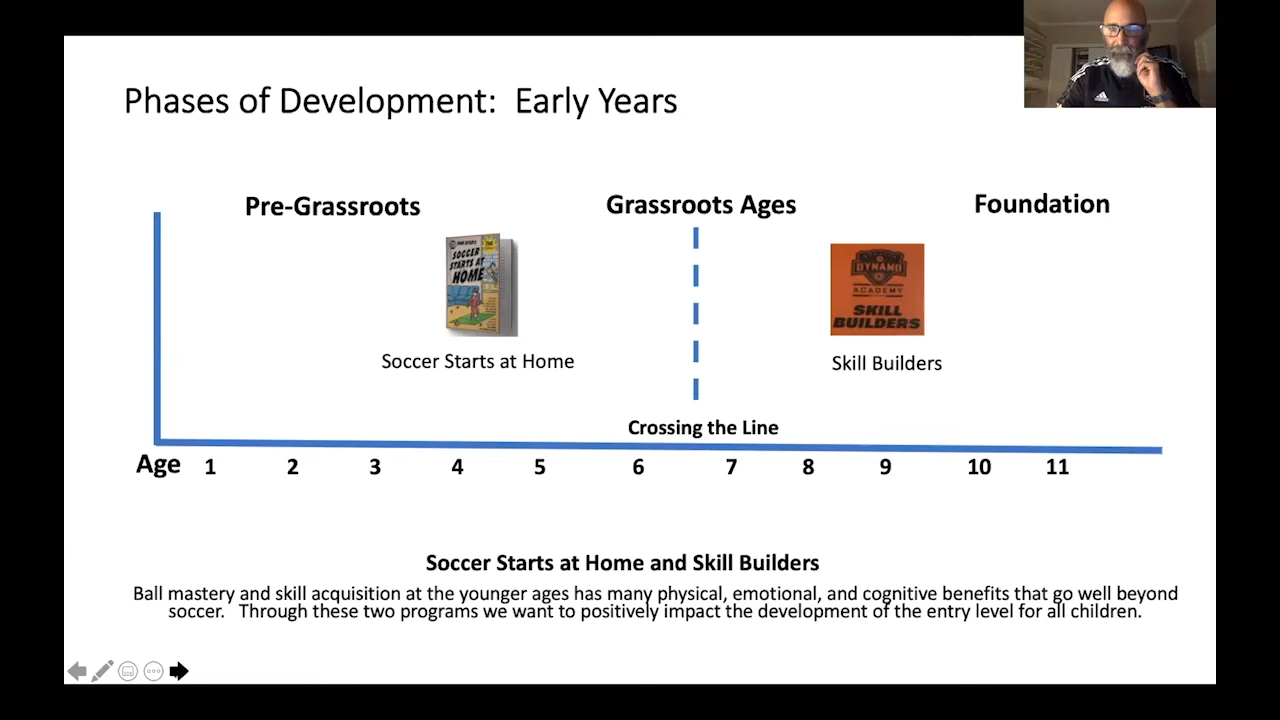 Phases of Development:  Early Years
Pre-Grassroots
Grassroots Ages
Foundation
SOCCER
STARTS AT
HOME
DYNAMO
ACADEMY
SKILL
BUILDERS
Soccer Starts at Home
Skill Builders
Crossing the Line
Age 1 2 3 4 5 6 7 8 9 10 11
Soccer Starts at Home and Skill Builders
Ball mastery and skill acquisition at the younger ages has many physical, emotional, and cognitive benefits that go well beyond
soccer.   Through these two programs we want to positively impact the development of the entry level for all children.
adidas